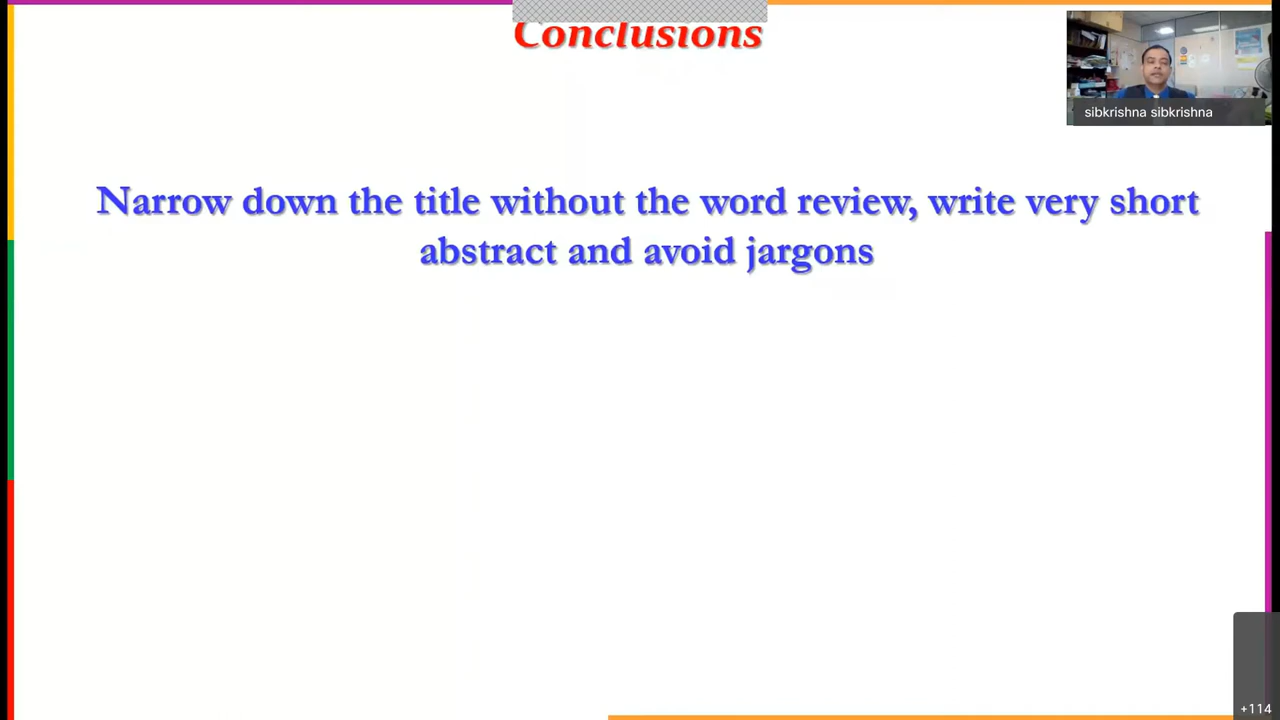 Conclusions
sibkrishna sibkrishna
Narrow down the title without the word review, write very short
abstract and avoid jargons
+114